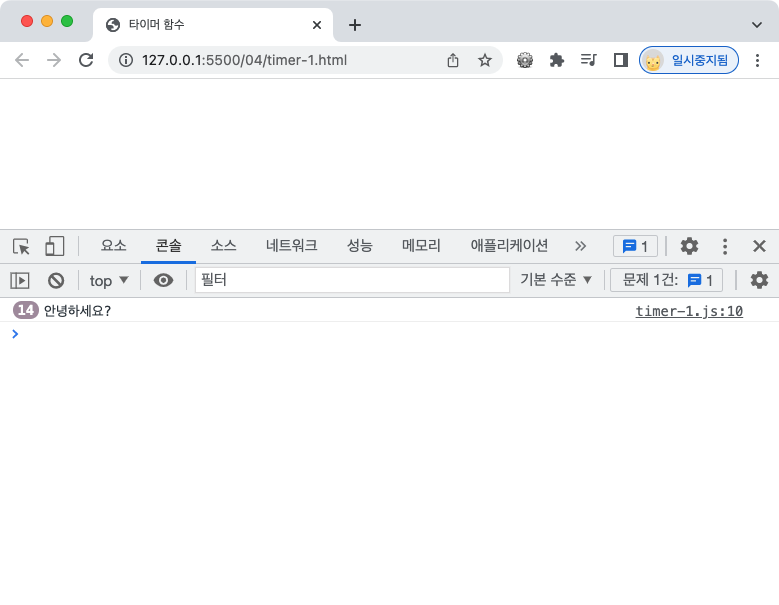 타이머 함수
127.0.0.1:5500/04/timer-1.html
일시중지됨
요소 콘솔 소스 네트워크 성능 메모리 애플리케이션 1
top 필터 기본 수준 문제 1건: 1
14 안녕하세요? timer-1.js:10